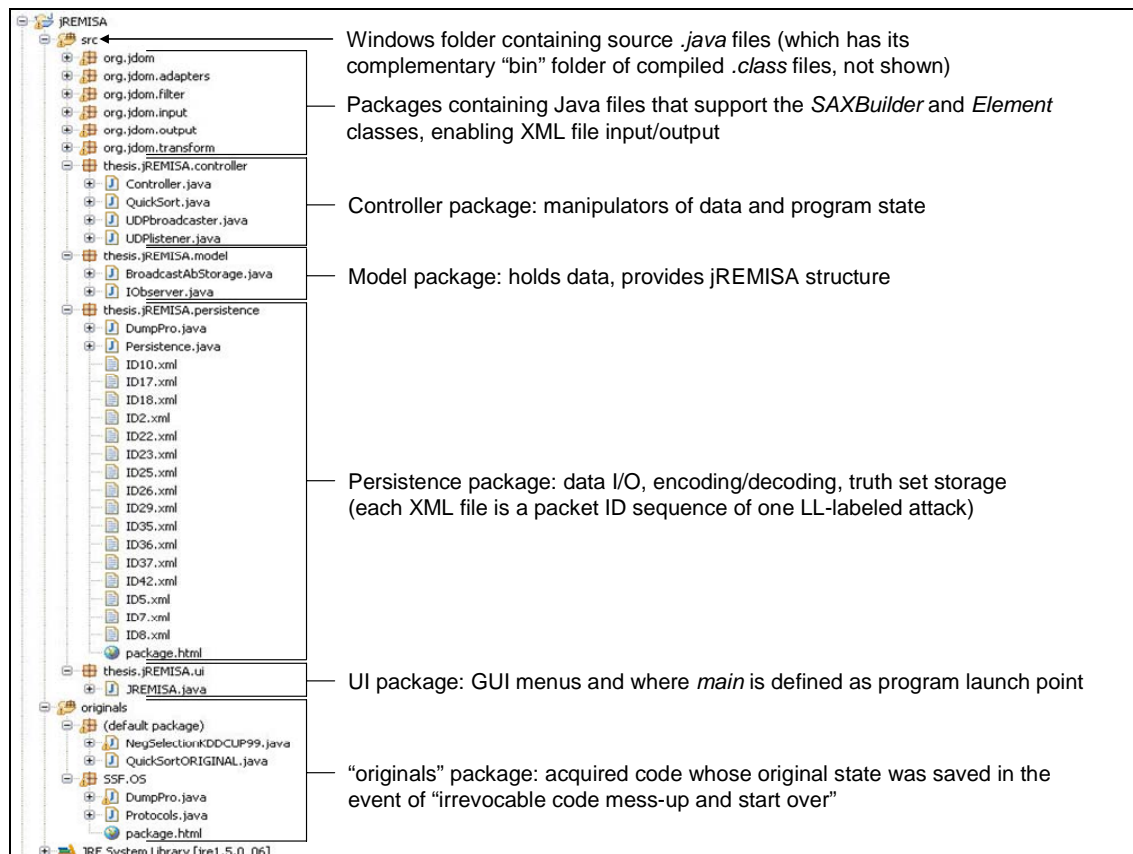 jREMISA
src
Windows folder containing source .java files (which has its
complementary “bin” folder of compiled .class files, not shown)
org.jdom
org.jdom.adapters
org.jdom.filter
org.jdom.input
org.jdom.output
org.jdom.transform
Packages containing Java files that support the SAXBuilder and Element
classes, enabling XML file input/output
thesis.jREMISA.controller
Controller.java
QuickSort.java
UDPbroadcaster.java
UDPlistener.java
Controller package: manipulators of data and program state
thesis.jREMISA.model
BroadcastAbStorage.java
IObserver.java
Model package: holds data, provides jREMISA structure
thesis.jREMISA.persistence
DumpPro.java
Persistence.java
ID10.xml
ID17.xml
ID18.xml
ID2.xml
ID22.xml
ID23.xml
ID25.xml
ID26.xml
ID29.xml
ID35.xml
ID36.xml
ID37.xml
ID42.xml
ID5.xml
ID7.xml
ID8.xml
package.html
Persistence package: data I/O, encoding/decoding, truth set storage
(each XML file is a packet ID sequence of one LL-labeled attack)
thesis.jREMISA.ui
JREMISA.java
UI package: GUI menus and where main is defined as program launch point
originals
(default package)
NegSelectionKDDCUP99.java
QuickSortORIGINAL.java
SSF.OS
DumpPro.java
Protocols.java
package.html
“originals” package: acquired code whose original state was saved in the
event of “irrevocable code mess-up and start over”
JRE System Library [jre1.5.0_06]